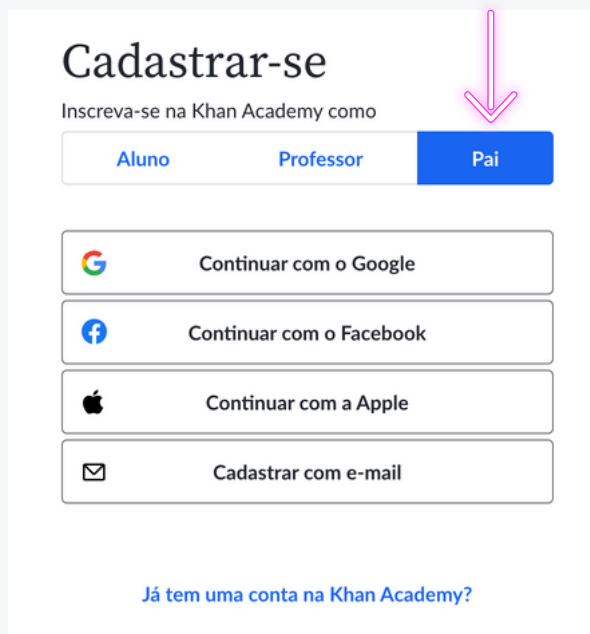 Cadastrar-se
Inscreva-se na Khan Academy como
Aluno Professor Pai
Continuar com o Google
Continuar com o Facebook
Continuar com a Apple
Cadastrar com e-mail
Já tem uma conta na Khan Academy?